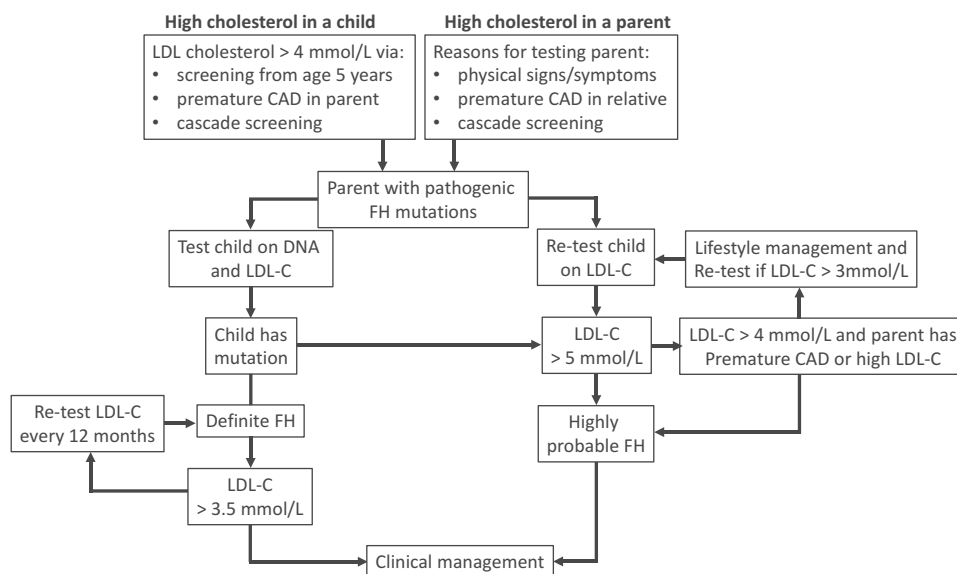 High cholesterol in a child
LDL cholesterol > 4 mmol/L via:
• screening from age 5 years
• premature CAD in parent
• cascade screening
High cholesterol in a parent
Reasons for testing parent:
• physical signs/symptoms
• premature CAD in relative
• cascade screening
Parent with pathogenic
FH mutations
Test child on DNA
and LDL-C
Re-test child
on LDL-C
Lifestyle management and
Re-test if LDL-C > 3mmol/L
Child has
mutation
LDL-C
> 5 mmol/L
LDL-C > 4 mmol/L and parent has
Premature CAD or high LDL-C
Re-test LDL-C
every 12 months
Definite FH
Highly
probable FH
LDL-C
> 3.5 mmol/L
Clinical management